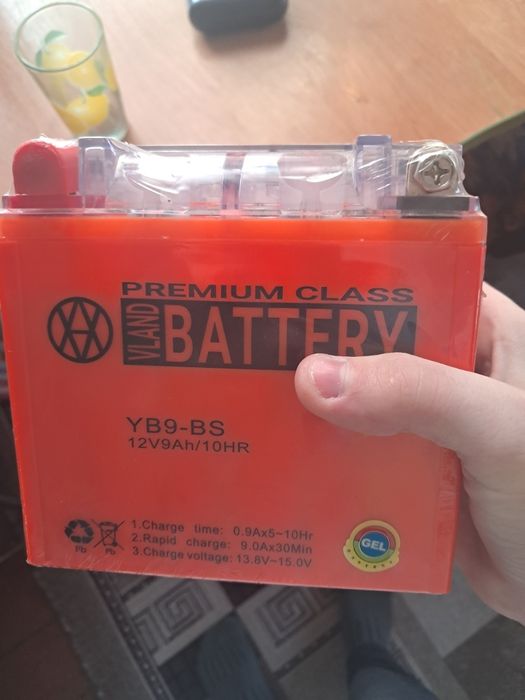 PREMIUM CLASS
VLAND
BATTERY
YB9-BS
12V9Ah/10HR
1.Charge time: 0.9Ax5~10Hr
2.Rapid charge: 9.0Ax30Min
3.Charge voltage: 13.8V~15.0V
Pb
Pb
GEL